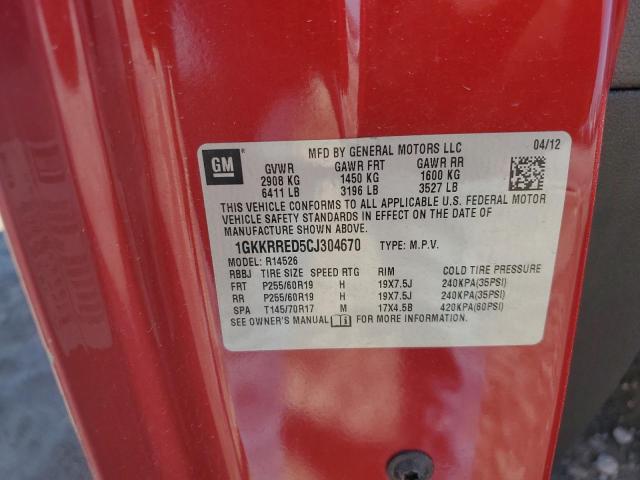 GM ® MFD BY GENERAL MOTORS LLC 04/12
GVWR GAWR FRT GAWR RR
2908 KG 1450 KG 1600 KG
6411 LB 3196 LB 3527 LB
THIS VEHICLE CONFORMS TO ALL APPLICABLE U.S. FEDERAL MOTOR
VEHICLE SAFETY STANDARDS IN EFFECT ON THE DATE OF
MANUFACTURE SHOWN ABOVE.
1GKKRRED5CJ304670 TYPE: M.P.V.
MODEL: R14526
RBBJ TIRE SIZE SPEED RTG RIM COLD TIRE PRESSURE
FRT P255/60R19 H 19X7.5J 240KPA(35PSI)
RR P255/60R19 H 19X7.5J 240KPA(35PSI)
SPA T145/70R17 M 17X4.5B 420KPA(60PSI)
SEE OWNER'S MANUAL FOR MORE INFORMATION.